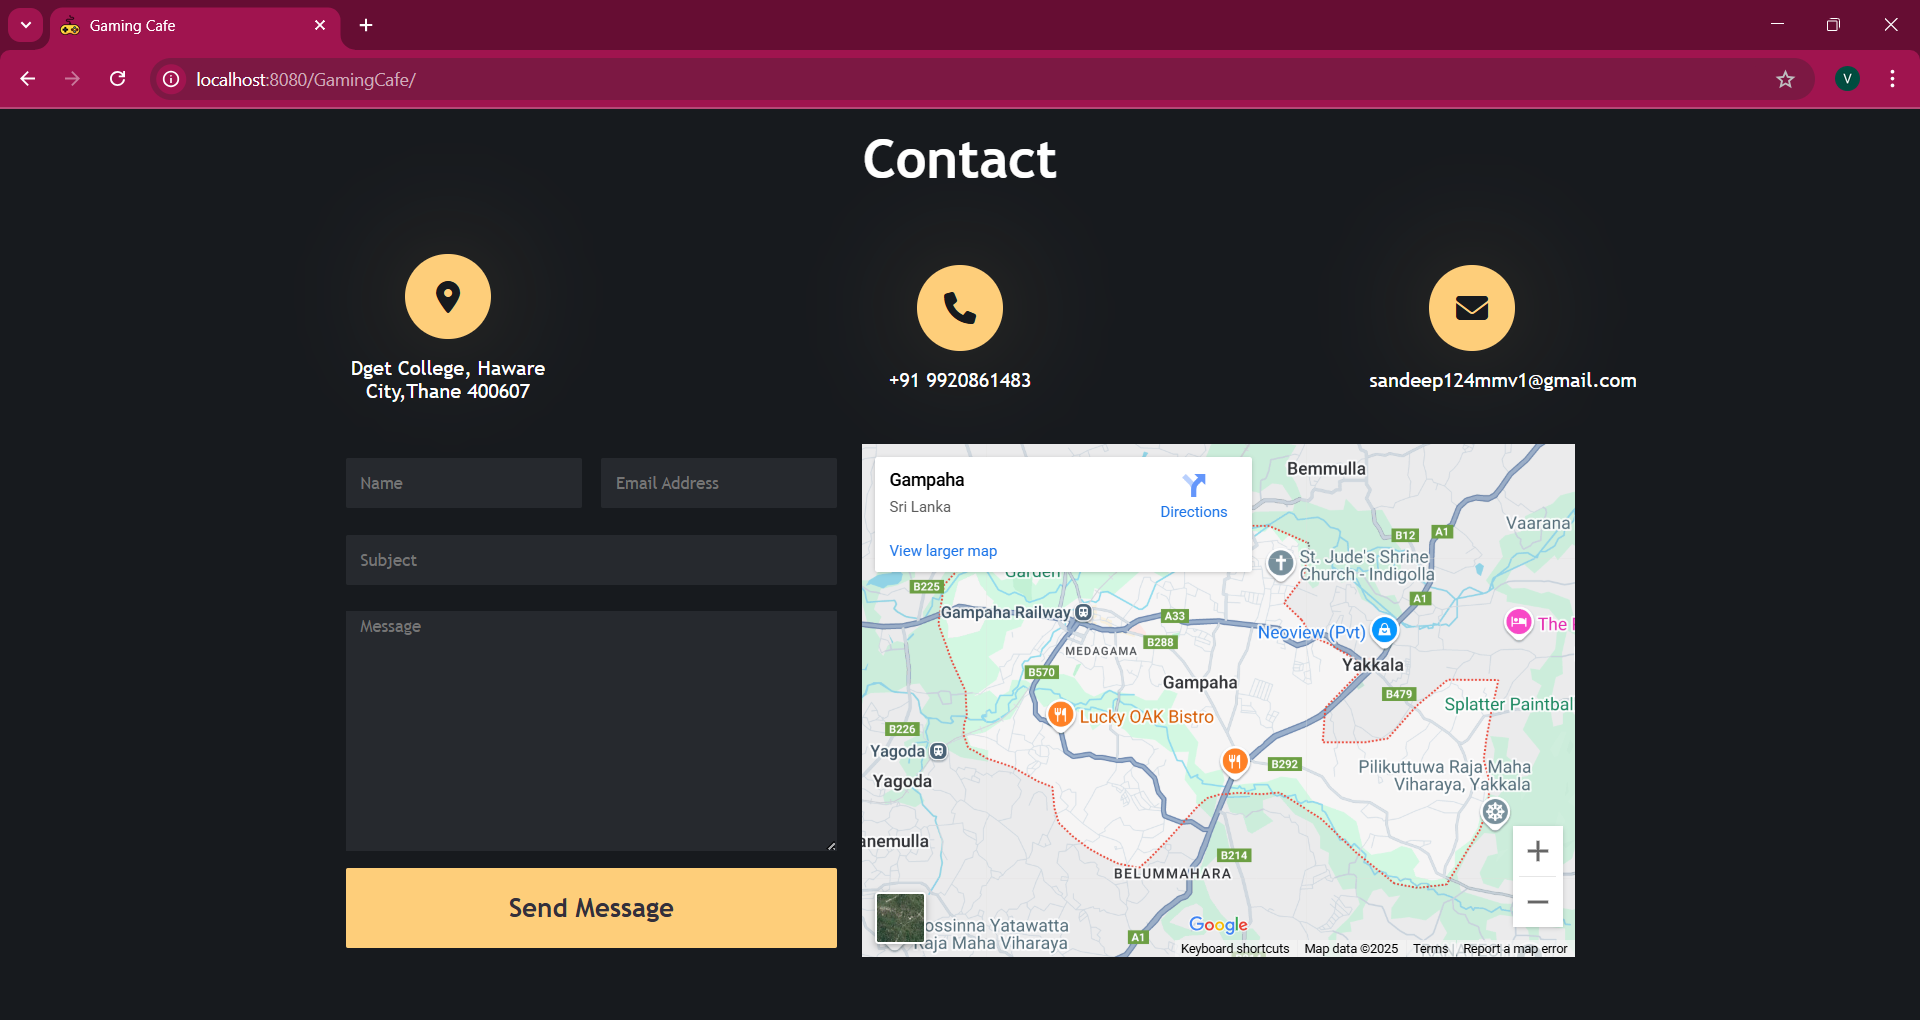 Gaming Cafe
localhost:8080/GamingCafe/
V
Contact
Dget College, Haware
City,Thane 400607
+91 9920861483
sandeep124mmv1@gmail.com
Name
Email Address
Subject
Message
Send Message
Gampaha
Sri Lanka
Directions
View larger map
Bemmulla
Vaarana
B12
A1
St. Jude's Shrine
Church - Indigolla
Garden
B225
A1
Gampaha Railway
A33
Neoview (Pvt)
The
B288
MEDAGAMA
Yakkala
B570
Gampaha
B479
Splatter Paintbal
Lucky OAK Bistro
B226
Yagoda
Yagoda
B292
Pilikuttuwa Raja Maha
Viharaya, Yakkala
anemulla
B214
BELUMMAHARA
ossinna Yatawatta
Raja Maha Viharaya
A1
Google
Keyboard shortcuts
Map data ©2025
Terms
Report a map error